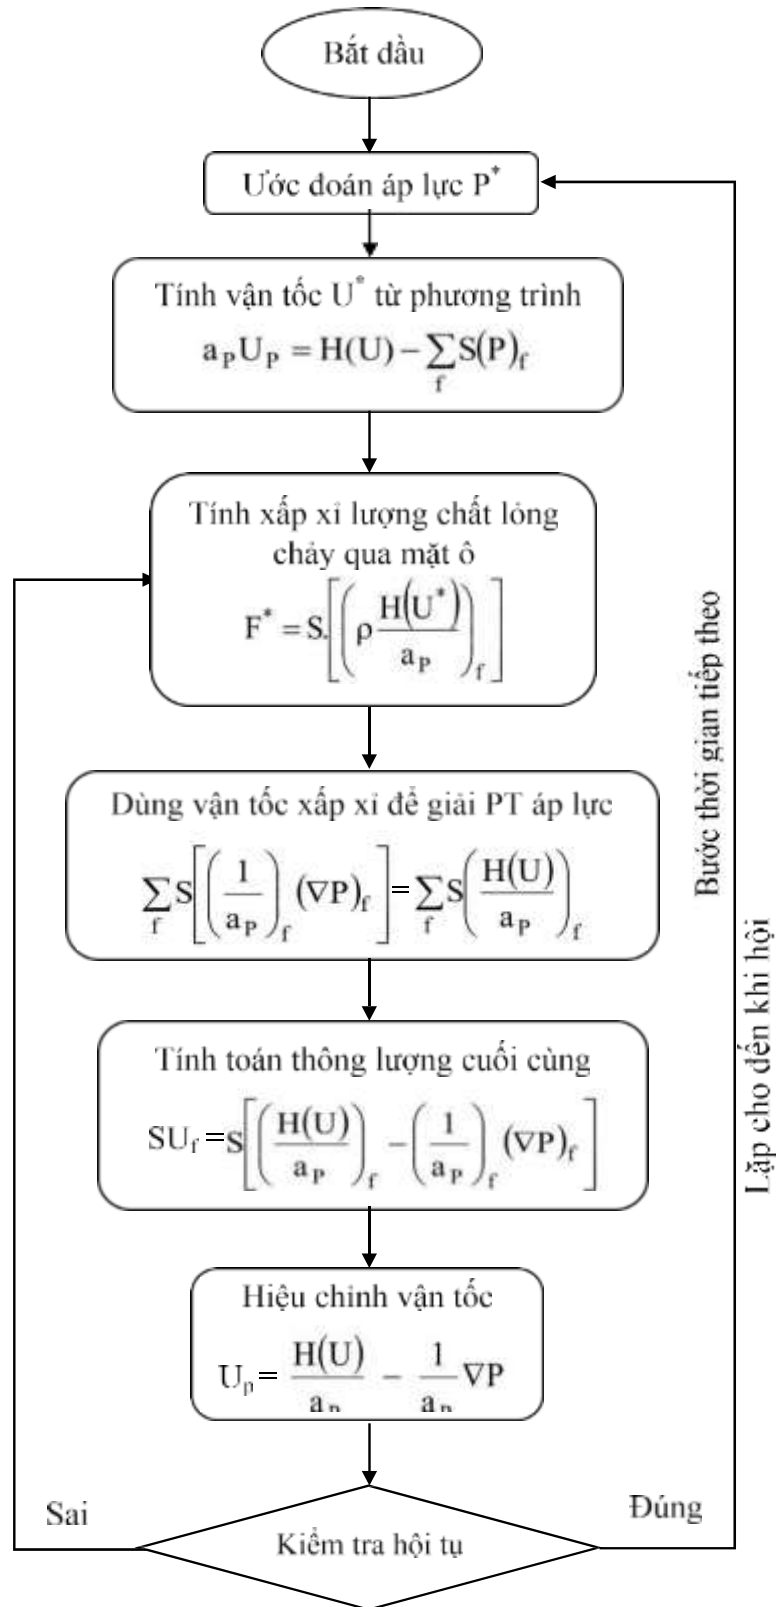 Bắt đầu
Ước đoán áp lực P*
Tính vận tốc U* từ phương trình
a_P U_P = H(U) − ∑_f S(P)_f
Tính xấp xỉ lượng chất lỏng
chảy qua mặt ô
F* = S.[(ρ H(U*)/a_P)_f]
Dùng vận tốc xấp xỉ để giải PT áp lực
∑_f S[(1/a_P)_f (∇P)_f] = ∑_f S(H(U)/a_P)_f
Tính toán thông lượng cuối cùng
SU_f = S[(H(U)/a_P)_f − (1/a_P)_f (∇P)_f]
Hiệu chỉnh vận tốc
U_p = H(U)/a_P − 1/a_P ∇P
Kiểm tra hội tụ
Sai
Đúng
Bước thời gian tiếp theo
Lặp cho đến khi hội